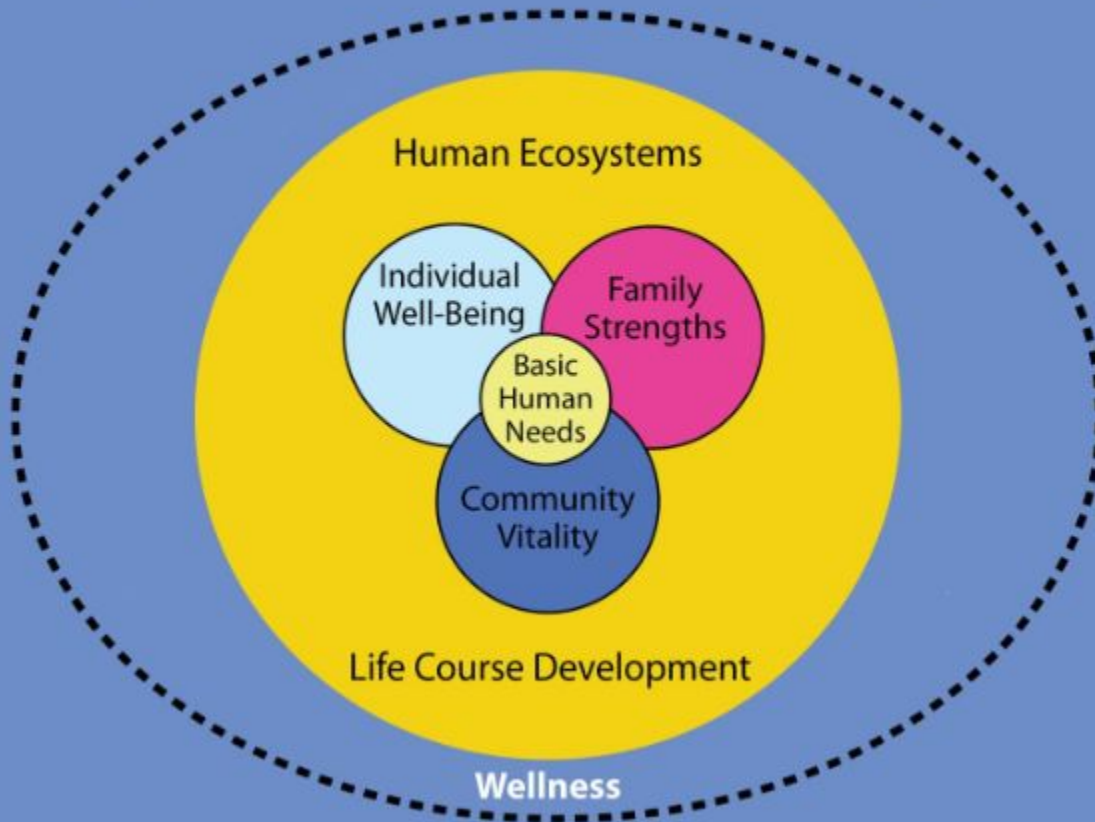 Human Ecosystems
Individual
Well-Being
Family
Strengths
Basic
Human
Needs
Community
Vitality
Life Course Development
Wellness